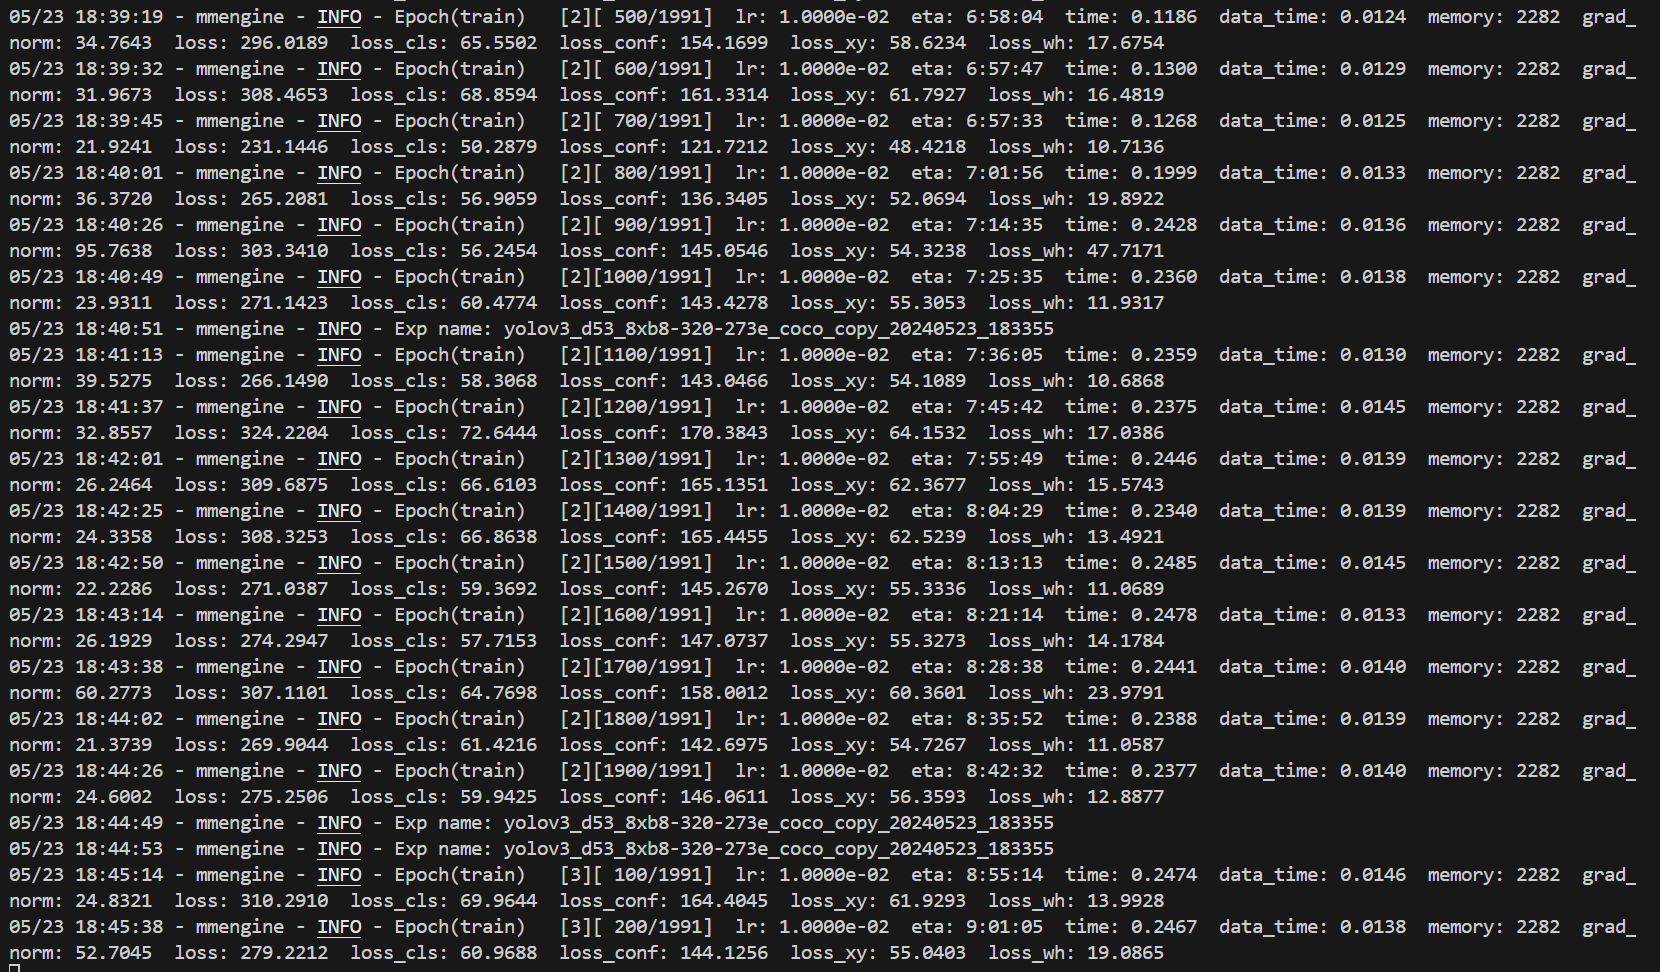 05/23 18:39:19 - mmengine - INFO - Epoch(train)   [2][ 500/1991]  lr: 1.0000e-02  eta: 6:58:04  time: 0.1186  data_time: 0.0124  memory: 2282  grad_
norm: 34.7643  loss: 296.0189  loss_cls: 65.5502  loss_conf: 154.1699  loss_xy: 58.6234  loss_wh: 17.6754
05/23 18:39:32 - mmengine - INFO - Epoch(train)   [2][ 600/1991]  lr: 1.0000e-02  eta: 6:57:47  time: 0.1300  data_time: 0.0129  memory: 2282  grad_
norm: 31.9673  loss: 308.4653  loss_cls: 68.8594  loss_conf: 161.3314  loss_xy: 61.7927  loss_wh: 16.4819
05/23 18:39:45 - mmengine - INFO - Epoch(train)   [2][ 700/1991]  lr: 1.0000e-02  eta: 6:57:33  time: 0.1268  data_time: 0.0125  memory: 2282  grad_
norm: 21.9241  loss: 231.1446  loss_cls: 50.2879  loss_conf: 121.7212  loss_xy: 48.4218  loss_wh: 10.7136
05/23 18:40:01 - mmengine - INFO - Epoch(train)   [2][ 800/1991]  lr: 1.0000e-02  eta: 7:01:56  time: 0.1999  data_time: 0.0133  memory: 2282  grad_
norm: 36.3720  loss: 265.2081  loss_cls: 56.9059  loss_conf: 136.3405  loss_xy: 52.0694  loss_wh: 19.8922
05/23 18:40:26 - mmengine - INFO - Epoch(train)   [2][ 900/1991]  lr: 1.0000e-02  eta: 7:14:35  time: 0.2428  data_time: 0.0136  memory: 2282  grad_
norm: 95.7638  loss: 303.3410  loss_cls: 56.2454  loss_conf: 145.0546  loss_xy: 54.3238  loss_wh: 47.7171
05/23 18:40:49 - mmengine - INFO - Epoch(train)   [2][1000/1991]  lr: 1.0000e-02  eta: 7:25:35  time: 0.2360  data_time: 0.0138  memory: 2282  grad_
norm: 23.9311  loss: 271.1423  loss_cls: 60.4774  loss_conf: 143.4278  loss_xy: 55.3053  loss_wh: 11.9317
05/23 18:40:51 - mmengine - INFO - Exp name: yolov3_d53_8xb8-320-273e_coco_copy_20240523_183355
05/23 18:41:13 - mmengine - INFO - Epoch(train)   [2][1100/1991]  lr: 1.0000e-02  eta: 7:36:05  time: 0.2359  data_time: 0.0130  memory: 2282  grad_
norm: 39.5275  loss: 266.1490  loss_cls: 58.3068  loss_conf: 143.0466  loss_xy: 54.1089  loss_wh: 10.6868
05/23 18:41:37 - mmengine - INFO - Epoch(train)   [2][1200/1991]  lr: 1.0000e-02  eta: 7:45:42  time: 0.2375  data_time: 0.0145  memory: 2282  grad_
norm: 32.8557  loss: 324.2204  loss_cls: 72.6444  loss_conf: 170.3843  loss_xy: 64.1532  loss_wh: 17.0386
05/23 18:42:01 - mmengine - INFO - Epoch(train)   [2][1300/1991]  lr: 1.0000e-02  eta: 7:55:49  time: 0.2446  data_time: 0.0139  memory: 2282  grad_
norm: 26.2464  loss: 309.6875  loss_cls: 66.6103  loss_conf: 165.1351  loss_xy: 62.3677  loss_wh: 15.5743
05/23 18:42:25 - mmengine - INFO - Epoch(train)   [2][1400/1991]  lr: 1.0000e-02  eta: 8:04:29  time: 0.2340  data_time: 0.0139  memory: 2282  grad_
norm: 24.3358  loss: 308.3253  loss_cls: 66.8638  loss_conf: 165.4455  loss_xy: 62.5239  loss_wh: 13.4921
05/23 18:42:50 - mmengine - INFO - Epoch(train)   [2][1500/1991]  lr: 1.0000e-02  eta: 8:13:13  time: 0.2485  data_time: 0.0145  memory: 2282  grad_
norm: 22.2286  loss: 271.0387  loss_cls: 59.3692  loss_conf: 145.2670  loss_xy: 55.3336  loss_wh: 11.0689
05/23 18:43:14 - mmengine - INFO - Epoch(train)   [2][1600/1991]  lr: 1.0000e-02  eta: 8:21:14  time: 0.2478  data_time: 0.0133  memory: 2282  grad_
norm: 26.1929  loss: 274.2947  loss_cls: 57.7153  loss_conf: 147.0737  loss_xy: 55.3273  loss_wh: 14.1784
05/23 18:43:38 - mmengine - INFO - Epoch(train)   [2][1700/1991]  lr: 1.0000e-02  eta: 8:28:38  time: 0.2441  data_time: 0.0140  memory: 2282  grad_
norm: 60.2773  loss: 307.1101  loss_cls: 64.7698  loss_conf: 158.0012  loss_xy: 60.3601  loss_wh: 23.9791
05/23 18:44:02 - mmengine - INFO - Epoch(train)   [2][1800/1991]  lr: 1.0000e-02  eta: 8:35:52  time: 0.2388  data_time: 0.0139  memory: 2282  grad_
norm: 21.3739  loss: 269.9044  loss_cls: 61.4216  loss_conf: 142.6975  loss_xy: 54.7267  loss_wh: 11.0587
05/23 18:44:26 - mmengine - INFO - Epoch(train)   [2][1900/1991]  lr: 1.0000e-02  eta: 8:42:32  time: 0.2377  data_time: 0.0140  memory: 2282  grad_
norm: 24.6002  loss: 275.2506  loss_cls: 59.9425  loss_conf: 146.0611  loss_xy: 56.3593  loss_wh: 12.8877
05/23 18:44:49 - mmengine - INFO - Exp name: yolov3_d53_8xb8-320-273e_coco_copy_20240523_183355
05/23 18:44:53 - mmengine - INFO - Exp name: yolov3_d53_8xb8-320-273e_coco_copy_20240523_183355
05/23 18:45:14 - mmengine - INFO - Epoch(train)   [3][ 100/1991]  lr: 1.0000e-02  eta: 8:55:14  time: 0.2474  data_time: 0.0146  memory: 2282  grad_
norm: 24.8321  loss: 310.2910  loss_cls: 69.9644  loss_conf: 164.4045  loss_xy: 61.9293  loss_wh: 13.9928
05/23 18:45:38 - mmengine - INFO - Epoch(train)   [3][ 200/1991]  lr: 1.0000e-02  eta: 9:01:05  time: 0.2467  data_time: 0.0138  memory: 2282  grad_
norm: 52.7045  loss: 279.2212  loss_cls: 60.9688  loss_conf: 144.1256  loss_xy: 55.0403  loss_wh: 19.0865